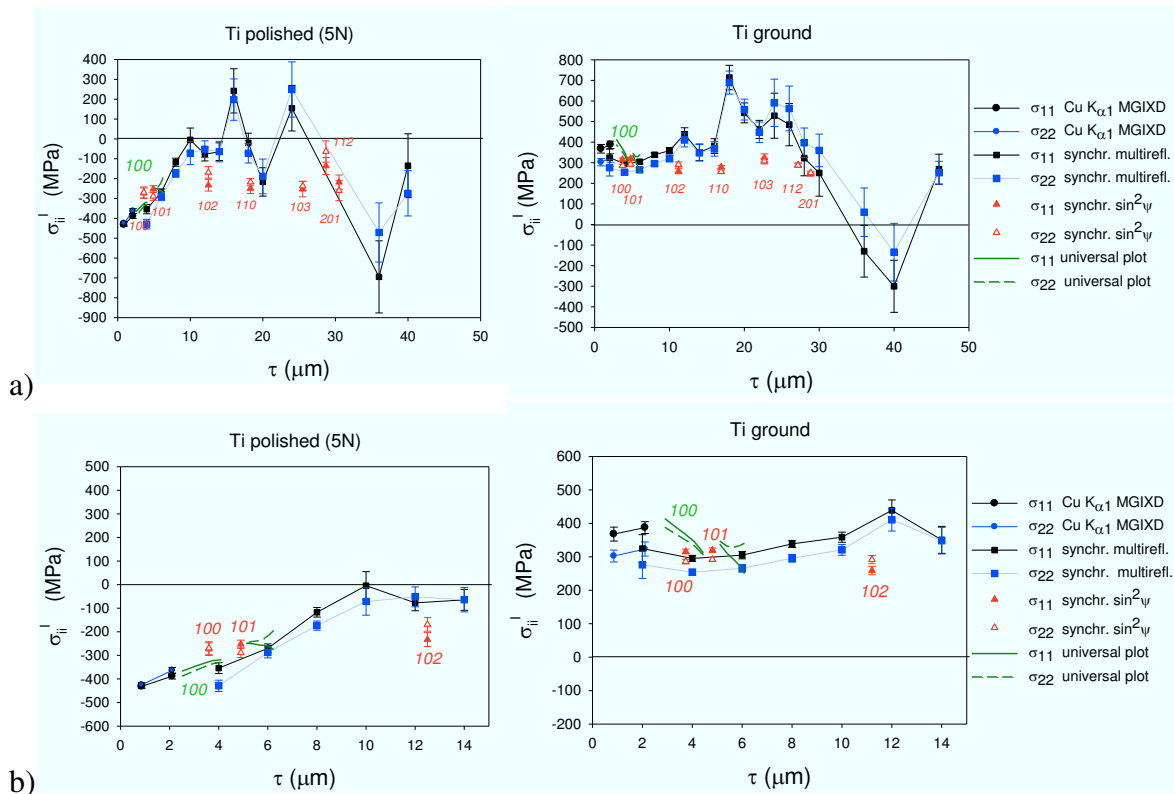 Ti polished (5N)
400
300
200
100
0
-100
-200
-300
-400
-500
-600
-700
-800
-900
σ_ii^I (MPa)
0 10 20 30 40 50
τ (μm)
100
101
102
110
103
112
201
Ti ground
800
700
600
500
400
300
200
100
0
-100
-200
-300
-400
-500
σ_ii^I (MPa)
0 10 20 30 40 50
τ (μm)
100
100
101
102
110
103
112
201
σ11 Cu Kα1 MGIXD
σ22 Cu Kα1 MGIXD
σ11 synchr. multirefl.
σ22 synchr. multirefl.
σ11 synchr. sin²ψ
σ22 synchr. sin²ψ
σ11 universal plot
σ22 universal plot
a)
Ti polished (5N)
500
400
300
200
100
0
-100
-200
-300
-400
-500
-600
σ_ii^I (MPa)
0 2 4 6 8 10 12 14
τ (μm)
100
101
100
102
Ti ground
600
500
400
300
200
100
0
-100
-200
σ_ii^I (MPa)
0 2 4 6 8 10 12 14
τ (μm)
100
101
100
102
σ11 Cu Kα1 MGIXD
σ22 Cu Kα1 MGIXD
σ11 synchr. multirefl.
σ22 synchr. multirefl.
σ11 synchr. sin²ψ
σ22 synchr. sin²ψ
σ11 universal plot
σ22 universal plot
b)